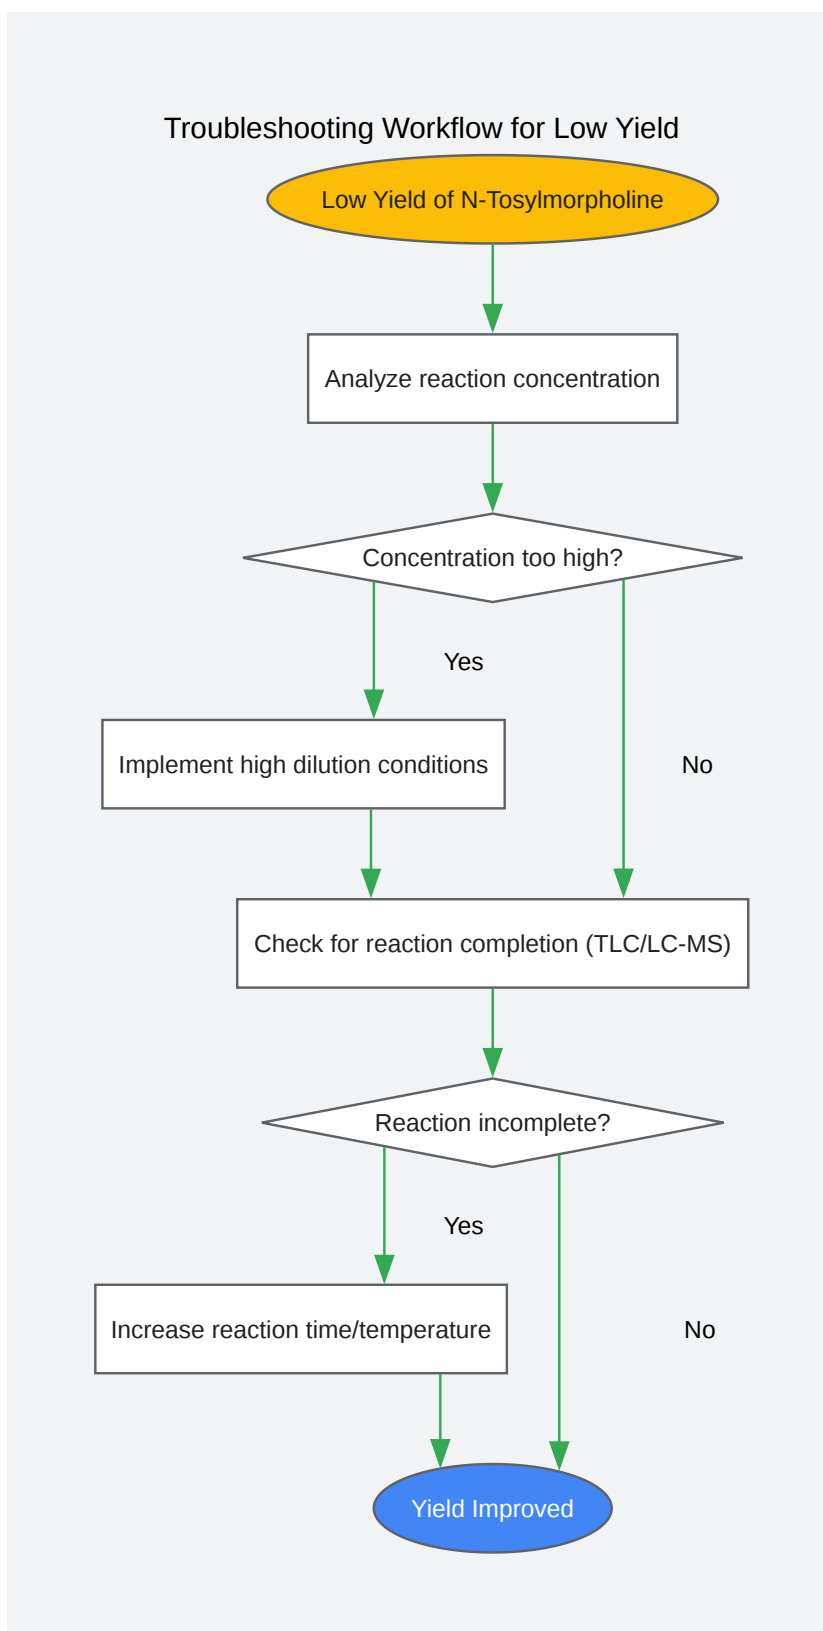 Troubleshooting Workflow for Low Yield
Low Yield of N-Tosylmorpholine
Analyze reaction concentration
Concentration too high?
Yes
Implement high dilution conditions
No
Check for reaction completion (TLC/LC-MS)
Reaction incomplete?
Yes
Increase reaction time/temperature
No
Yield Improved